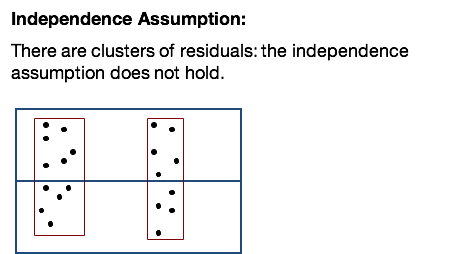 Independence Assumption:
There are clusters of residuals: the independence
assumption does not hold.